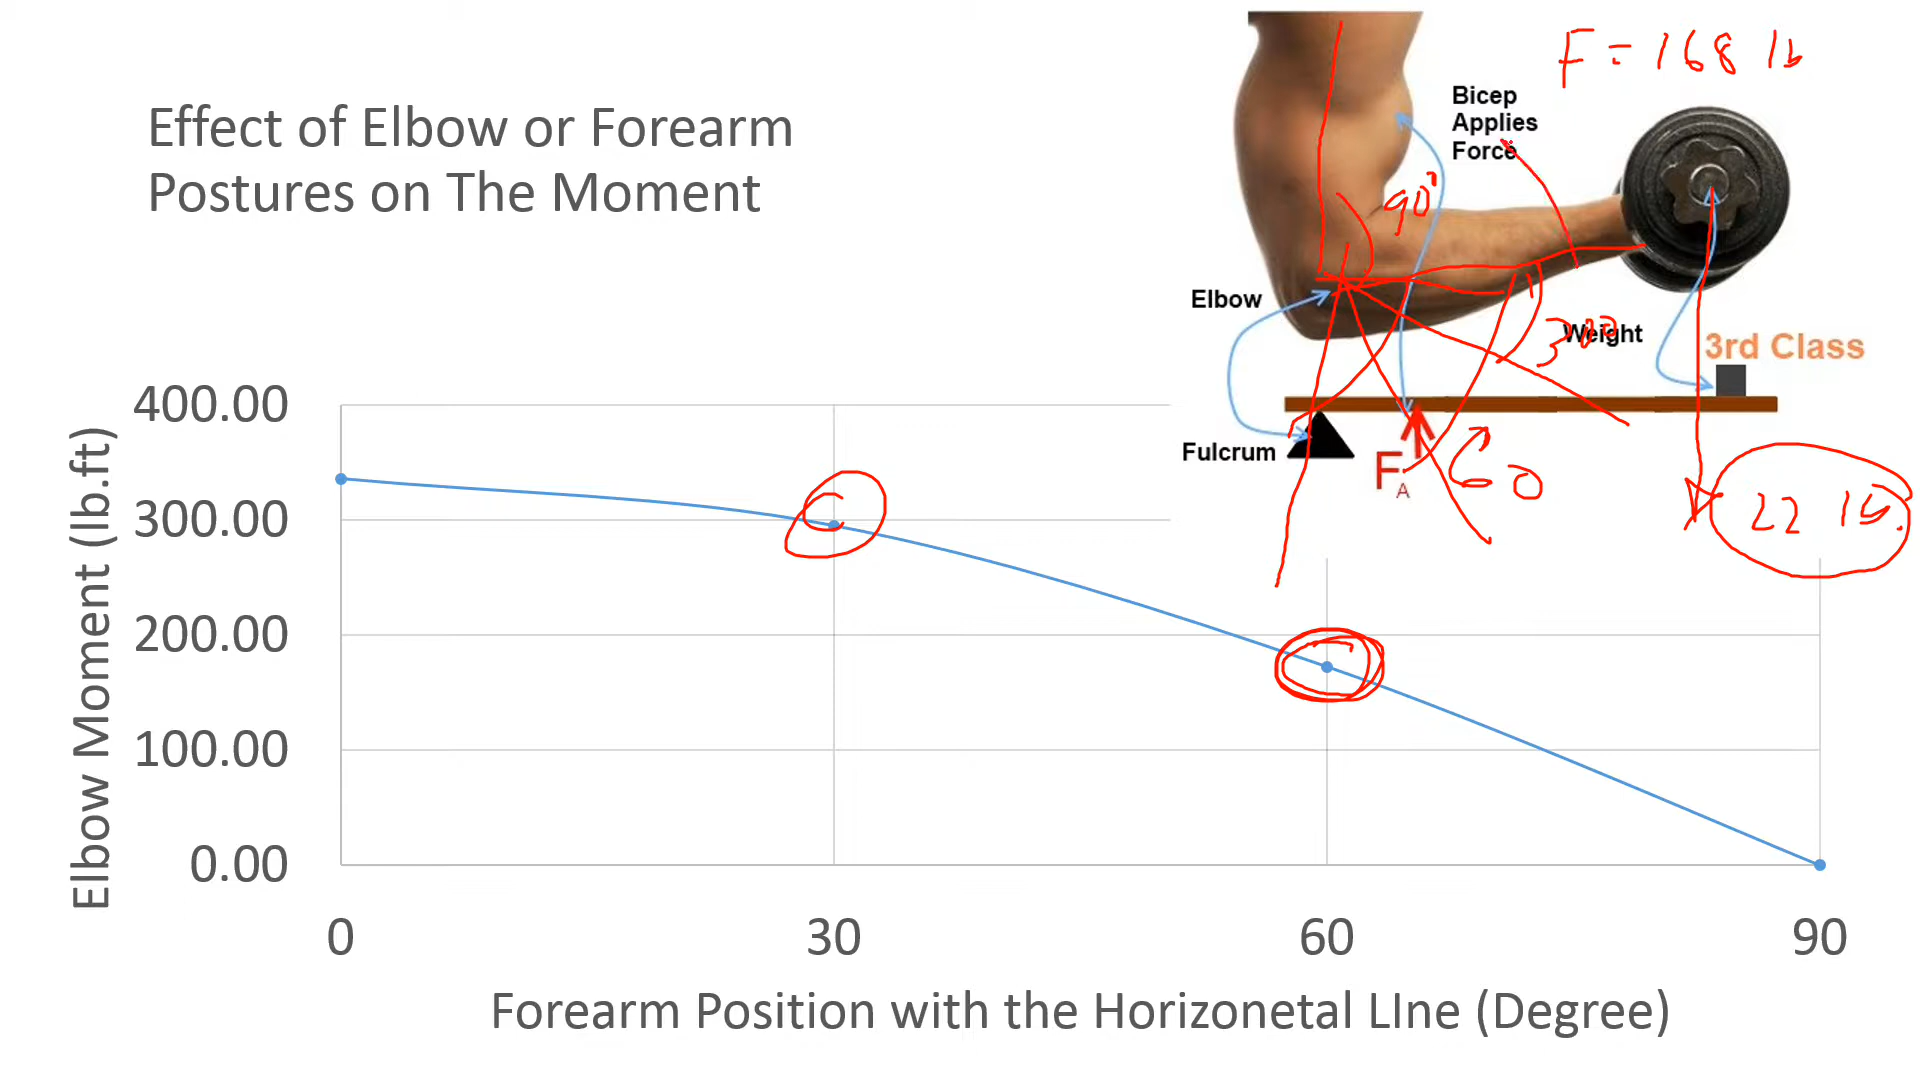 Effect of Elbow or Forearm
Postures on The Moment
F = 168 lb
Bicep
Applies
Force
90°
Elbow
300
Weight
3rd Class
Fulcrum
FA
60
22 lb.
400.00
300.00
200.00
100.00
0.00
Elbow Moment (lb.ft)
0
30
60
90
Forearm Position with the Horizonetal LIne (Degree)